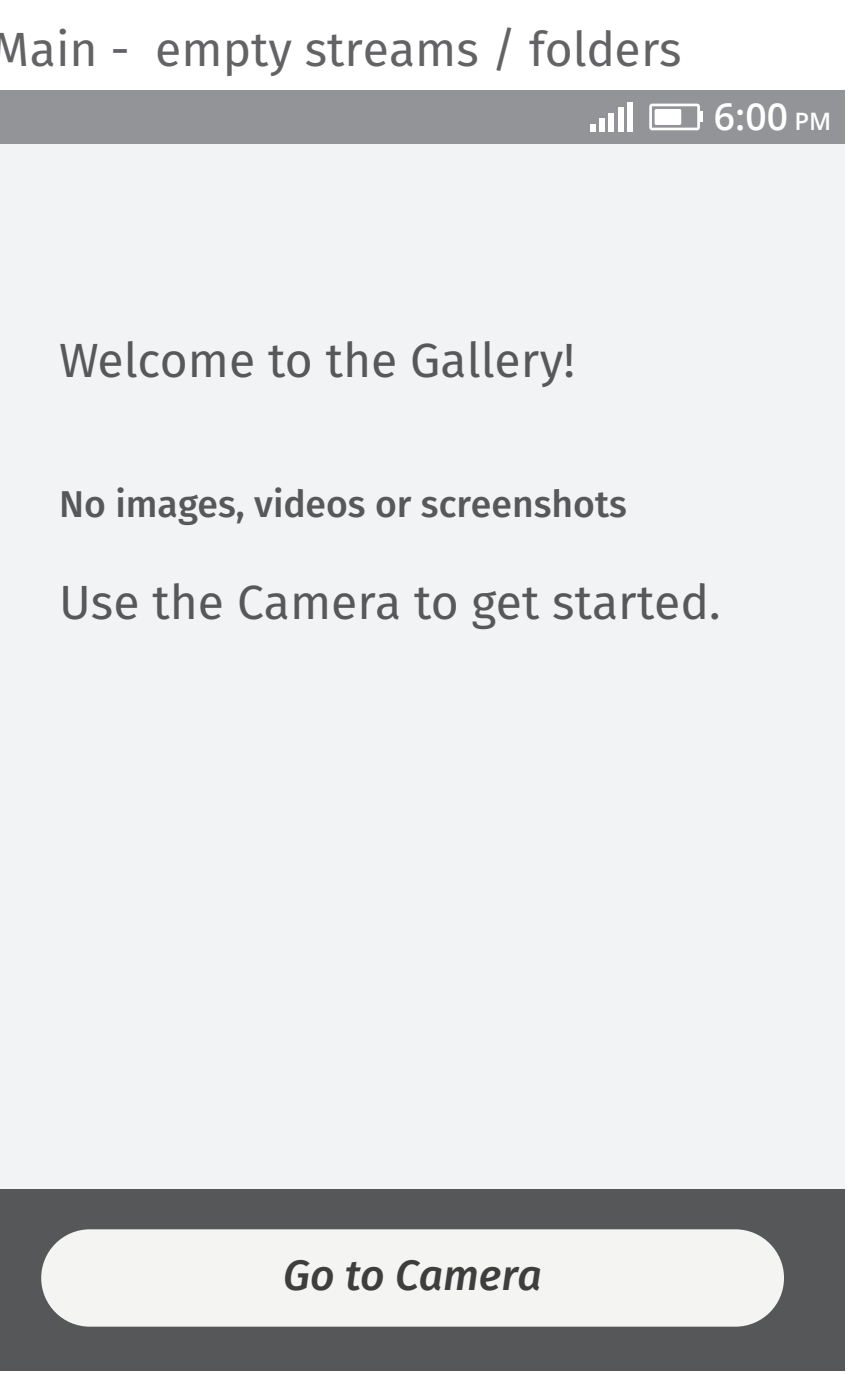 Main -  empty streams / folders
6:00 PM
Welcome to the Gallery!
No images, videos or screenshots
Use the Camera to get started.
Go to Camera